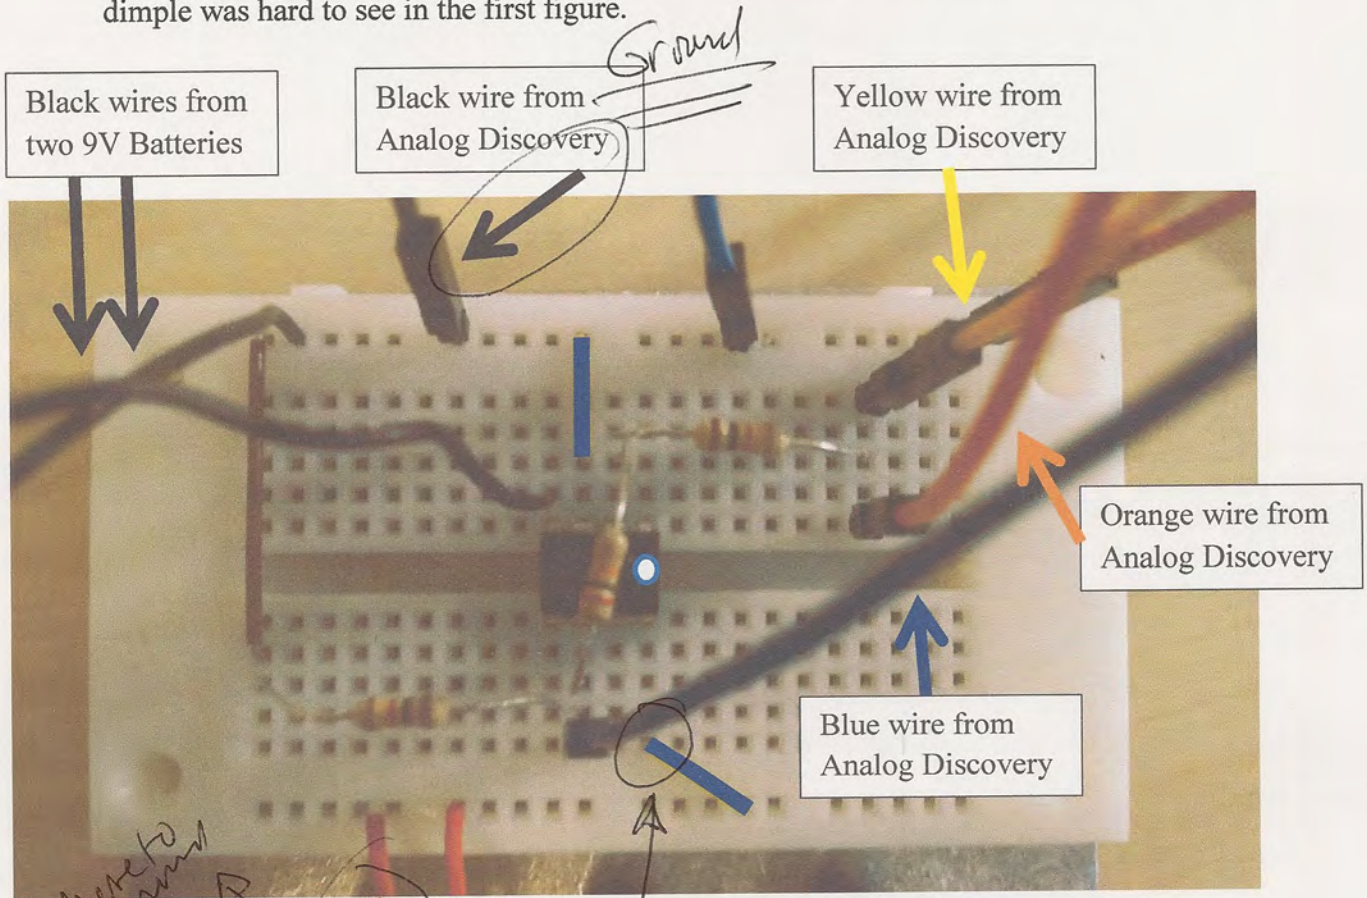 dimple was hard to see in the first figure.
Ground
Black wires from
two 9V Batteries
Black wire from
Analog Discovery
Yellow wire from
Analog Discovery
Orange wire from
Analog Discovery
Blue wire from
Analog Discovery
to